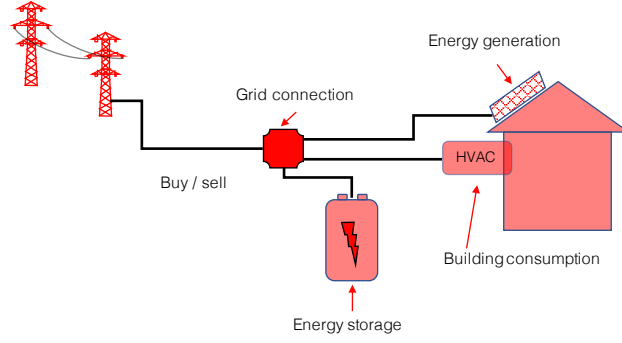 Energy generation
Grid connection
HVAC
Buy / sell
Building consumption
Energy storage